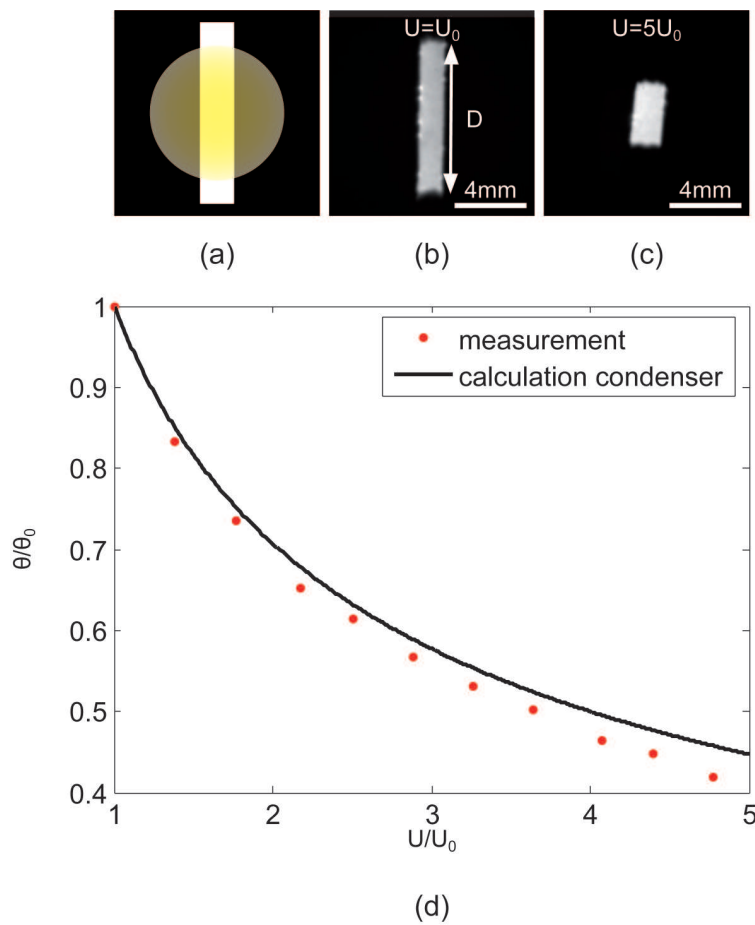 U=U₀
U=5U₀
D
4mm
4mm
(a)
(b)
(c)
1
0.9
0.8
0.7
0.6
0.5
0.4
θ/θ₀
measurement
calculation condenser
1
2
3
4
5
U/U₀
(d)